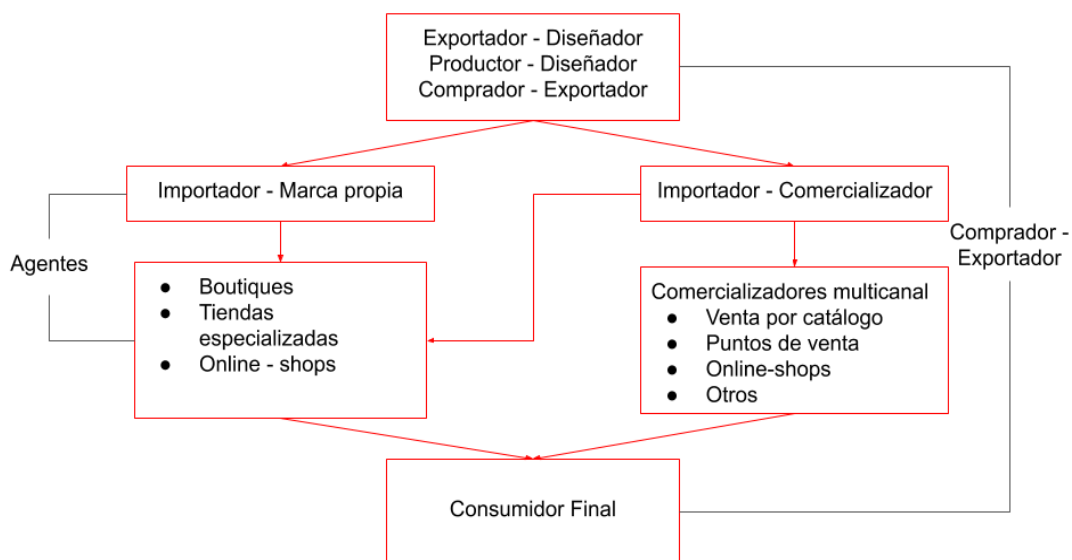 Exportador - Diseñador
Productor - Diseñador
Comprador - Exportador
Importador - Marca propia
Importador - Comercializador
Agentes
Comprador -
Exportador
● Boutiques
● Tiendas
especializadas
● Online - shops
Comercializadores multicanal
● Venta por catálogo
● Puntos de venta
● Online-shops
● Otros
Consumidor Final